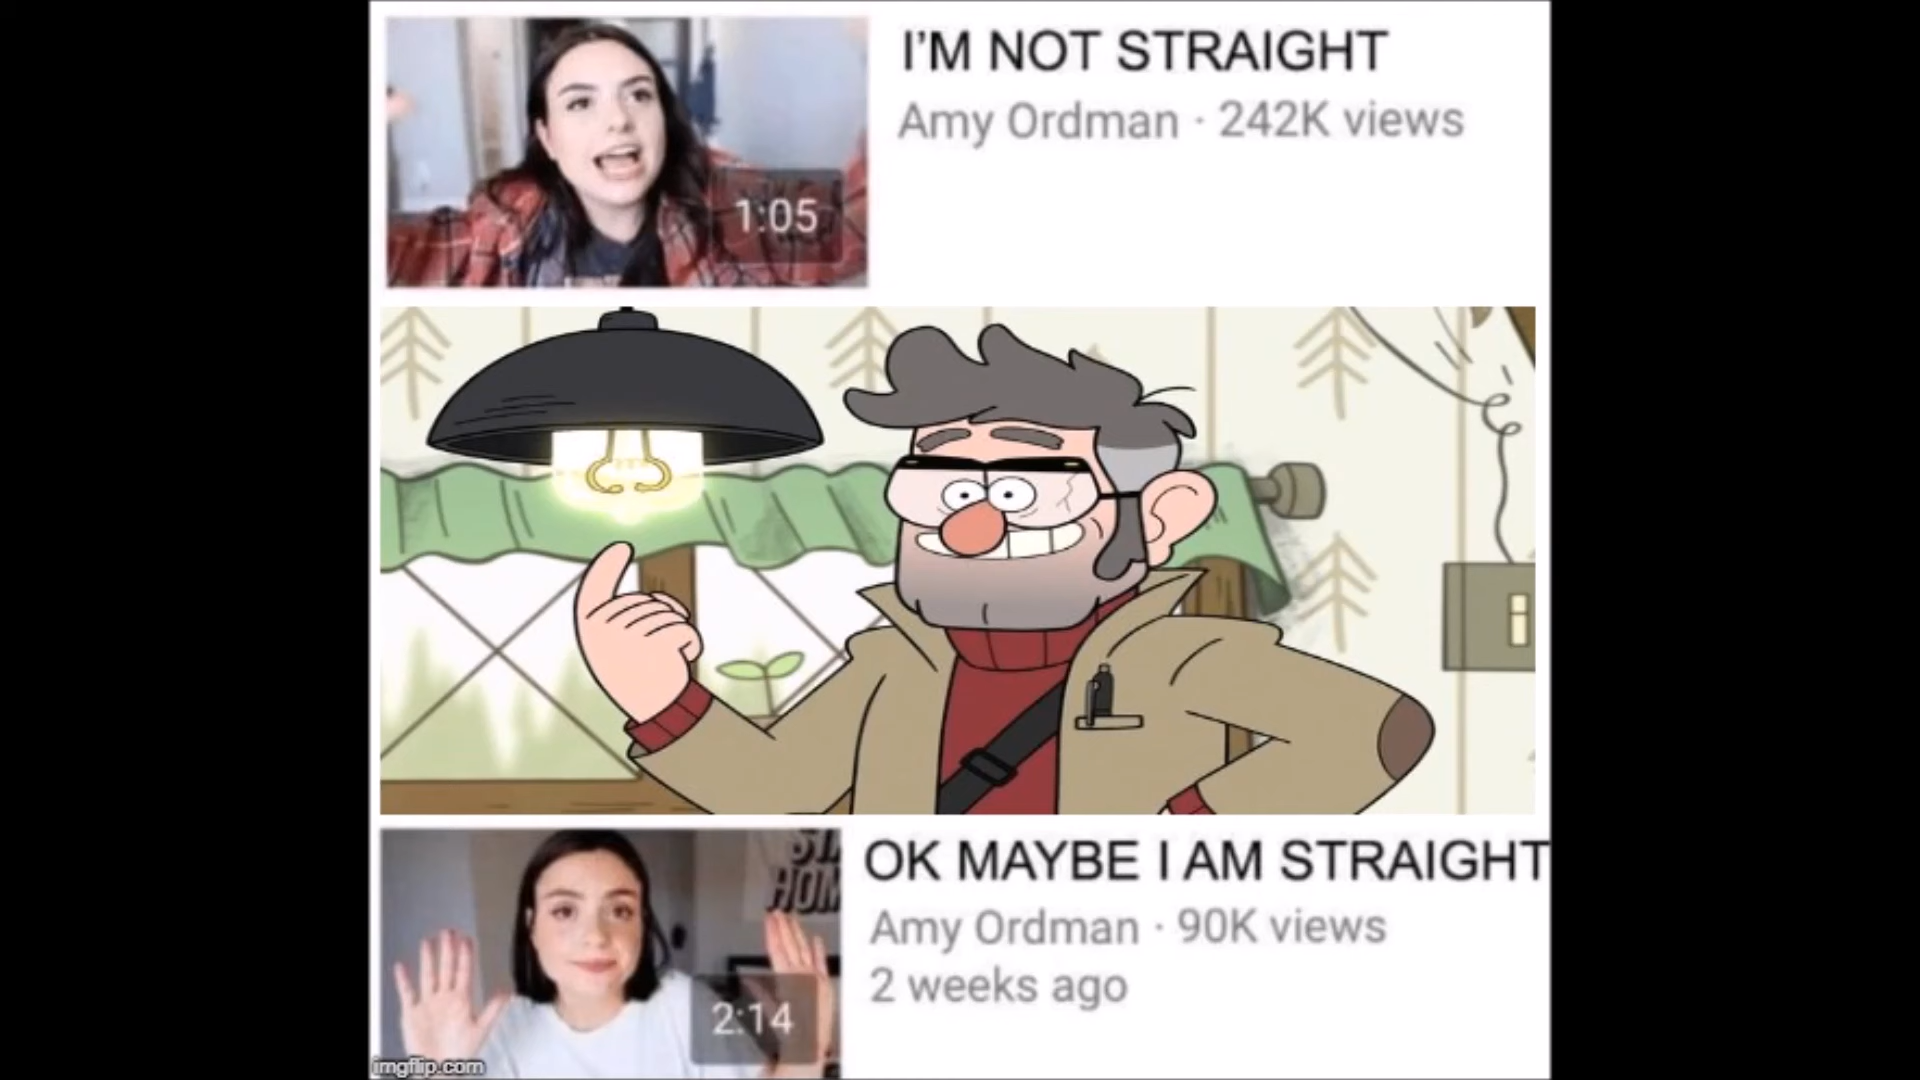 I'M NOT STRAIGHT
Amy Ordman · 242K views
1:05
OK MAYBE I AM STRAIGHT
Amy Ordman · 90K views
2 weeks ago
HOM
2:14
imgflip.com